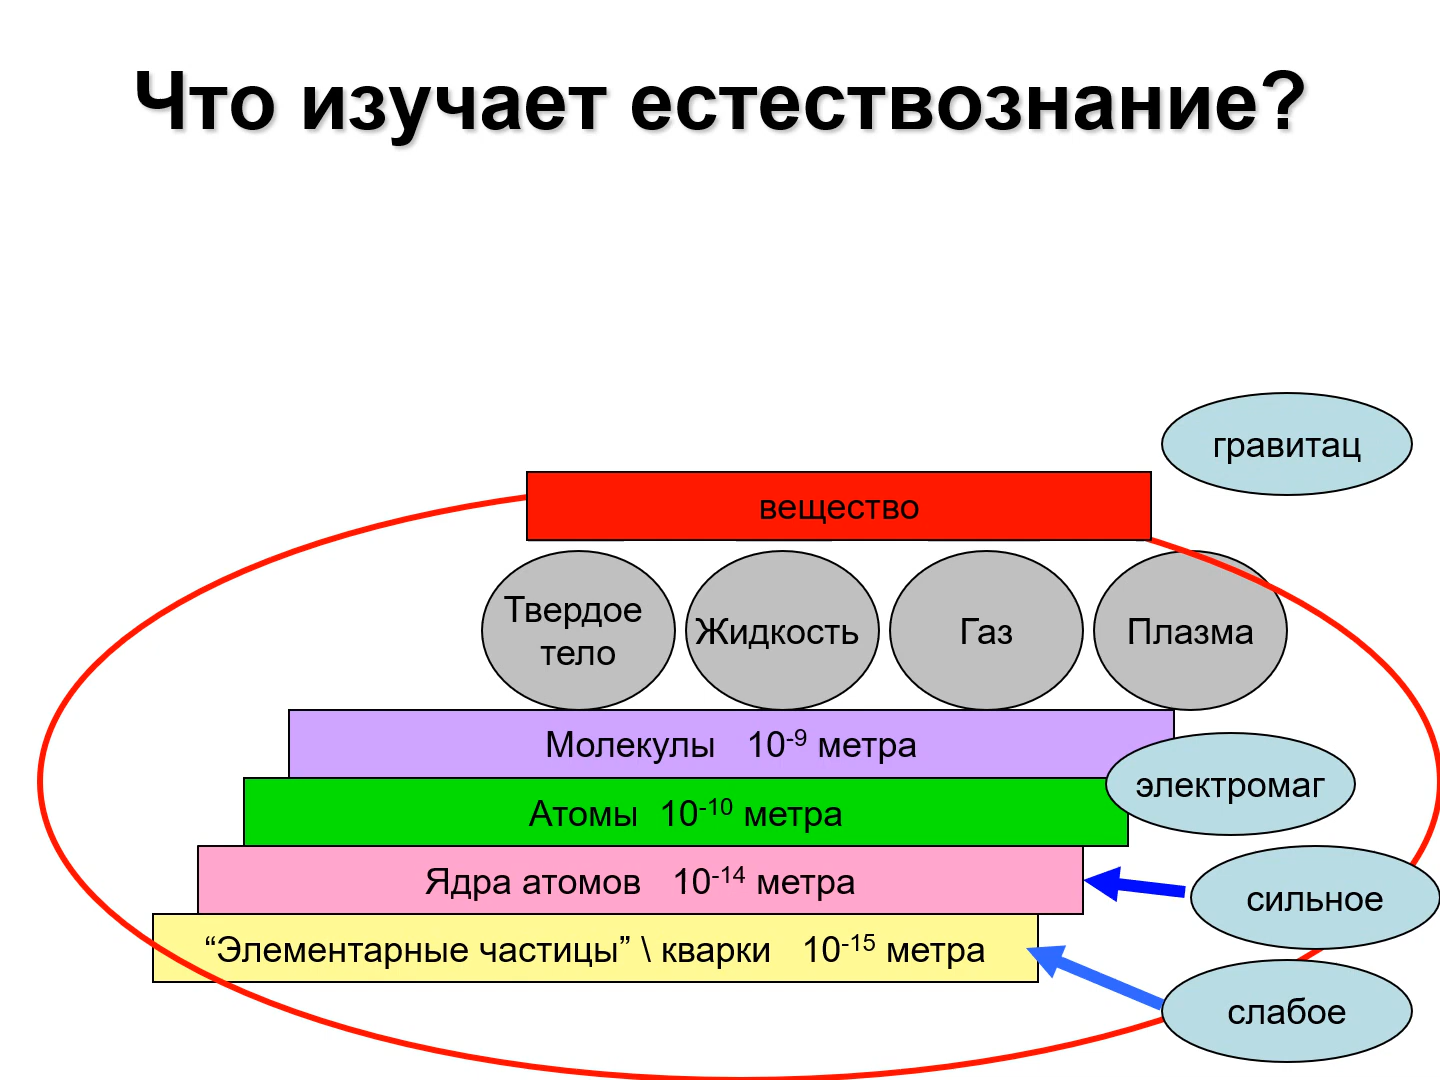 Что изучает естествознание?
гравитац
вещество
Твердое
тело
Жидкость
Газ
Плазма
Молекулы 10⁻⁹ метра
электромаг
Атомы 10⁻¹⁰ метра
Ядра атомов 10⁻¹⁴ метра
сильное
“Элементарные частицы” \ кварки 10⁻¹⁵ метра
слабое